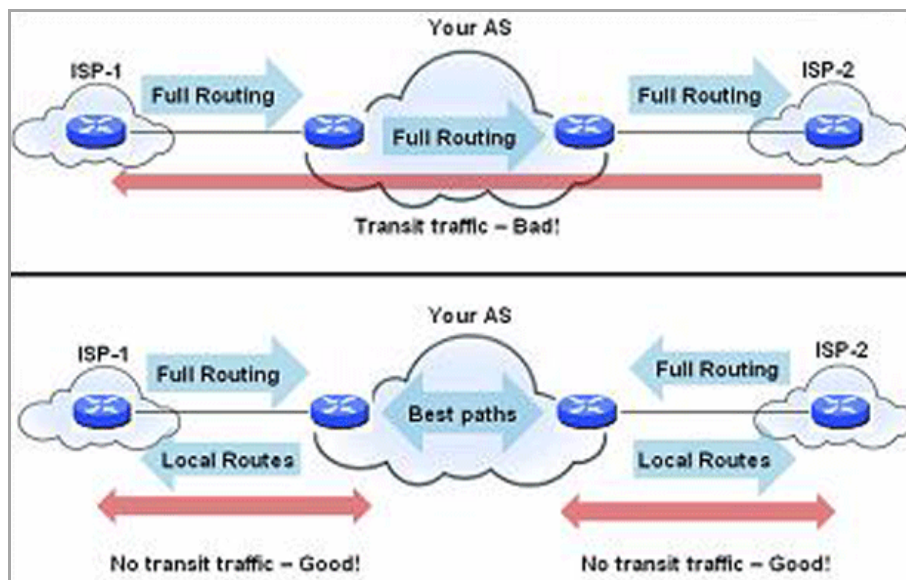 Your AS
ISP-1
ISP-2
Full Routing
Full Routing
Full Routing
Transit traffic – Bad!
Your AS
ISP-1
ISP-2
Full Routing
Full Routing
Best paths
Local Routes
Local Routes
No transit traffic – Good!
No transit traffic – Good!